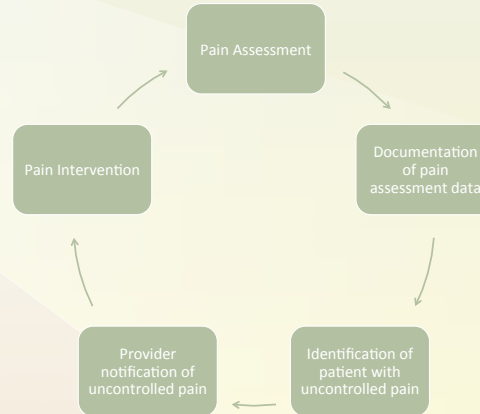 Pain Assessment
Documentation
of pain
assessment data
Identification of
patient with
uncontrolled pain
Provider
notification of
uncontrolled pain
Pain Intervention